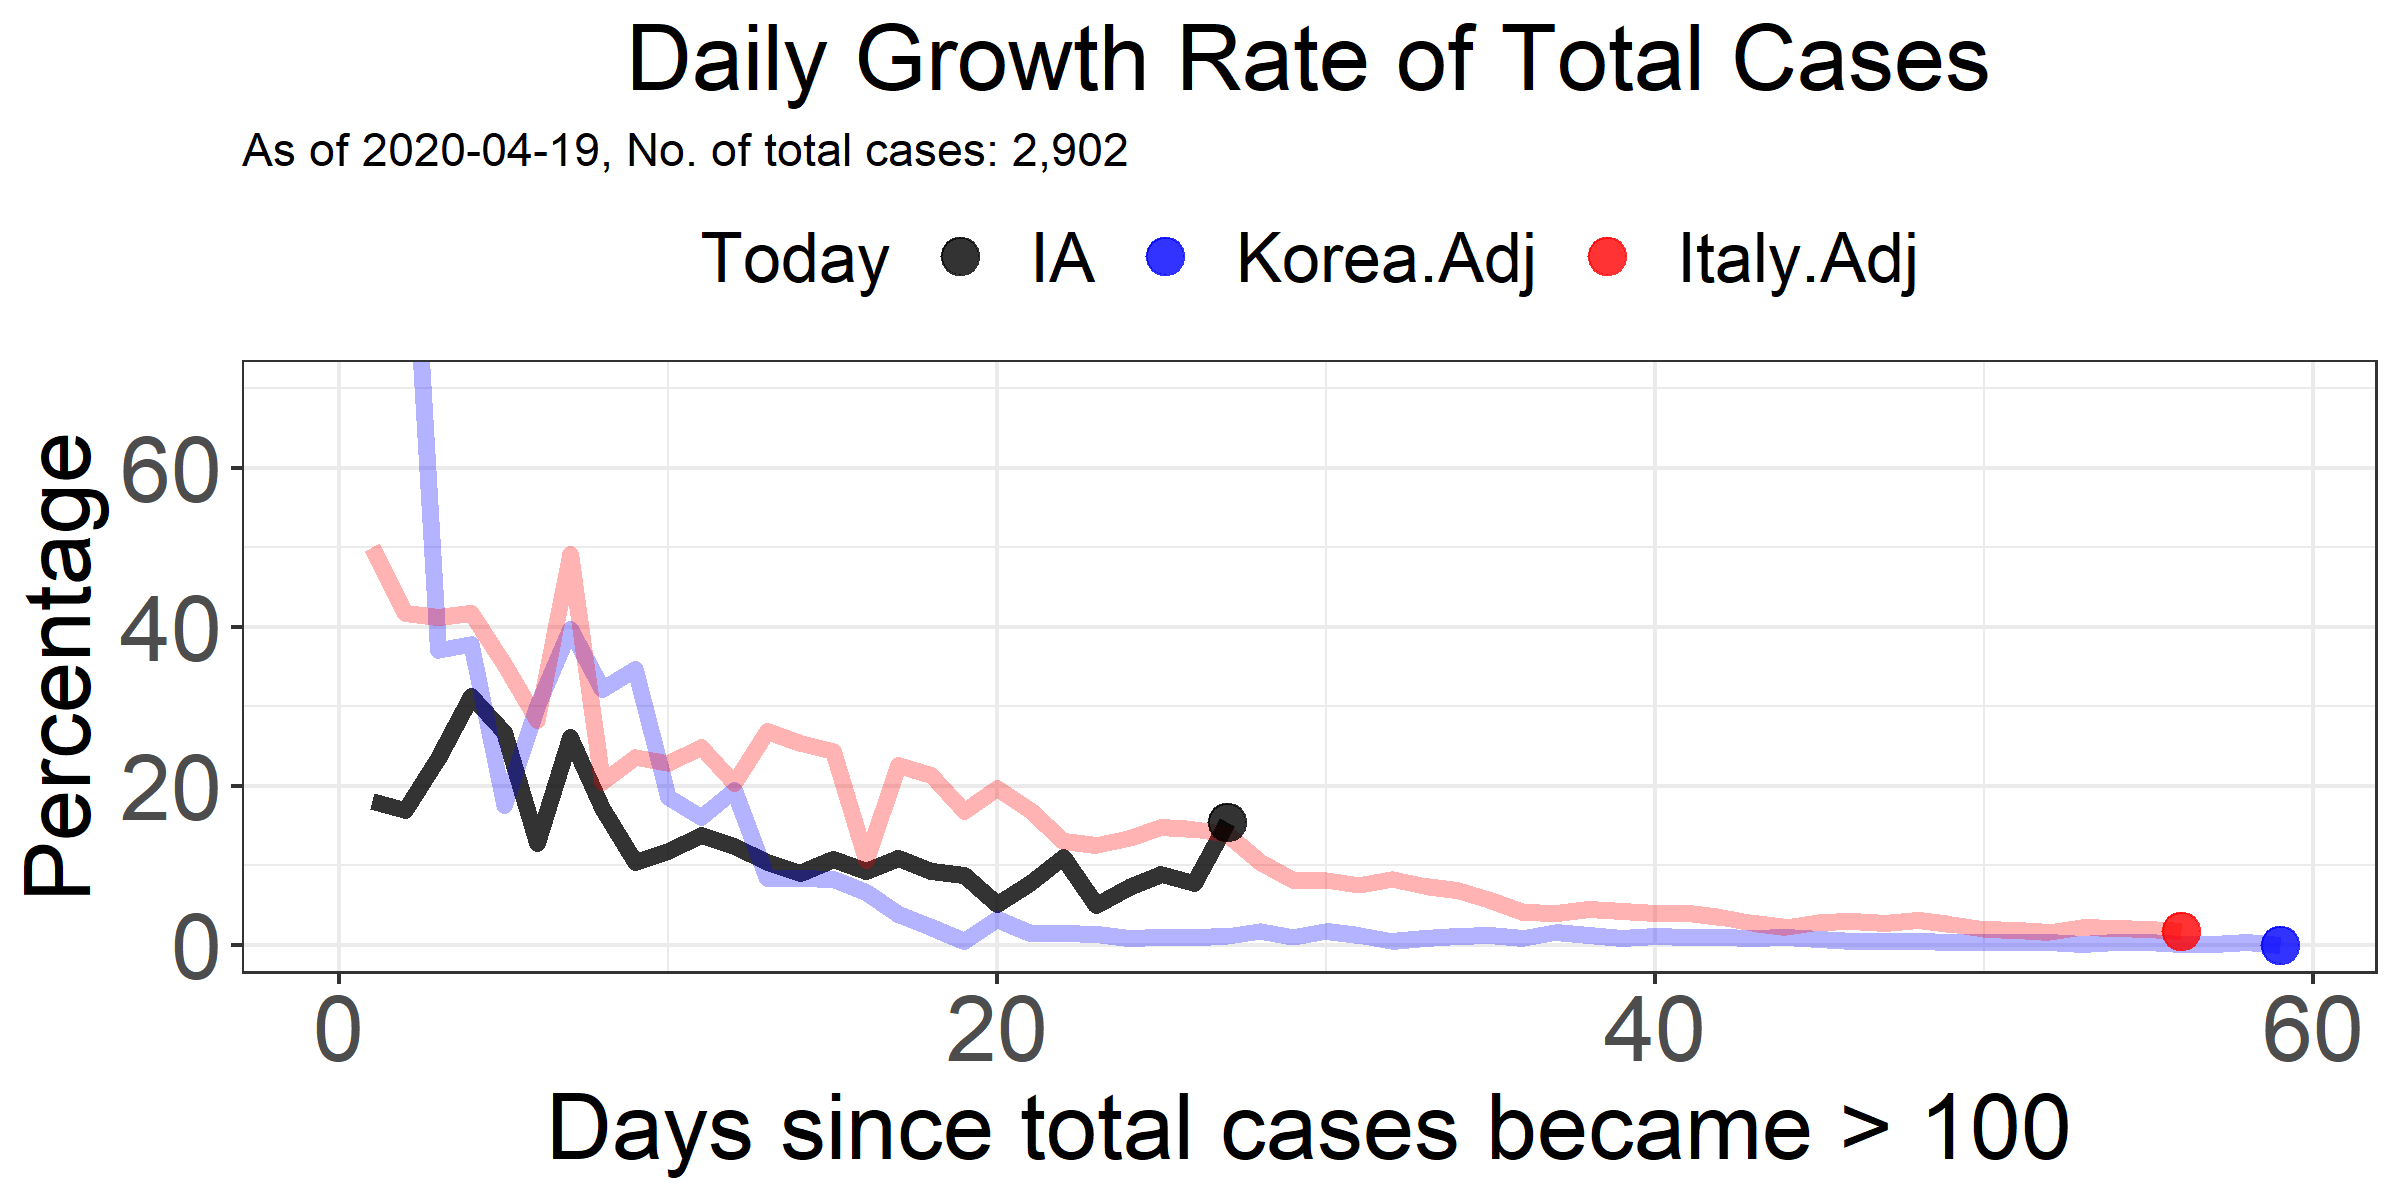 Daily Growth Rate of Total Cases
As of 2020-04-19, No. of total cases: 2,902
Today IA Korea.Adj Italy.Adj
Percentage
60
40
20
0
0 20 40 60
Days since total cases became > 100